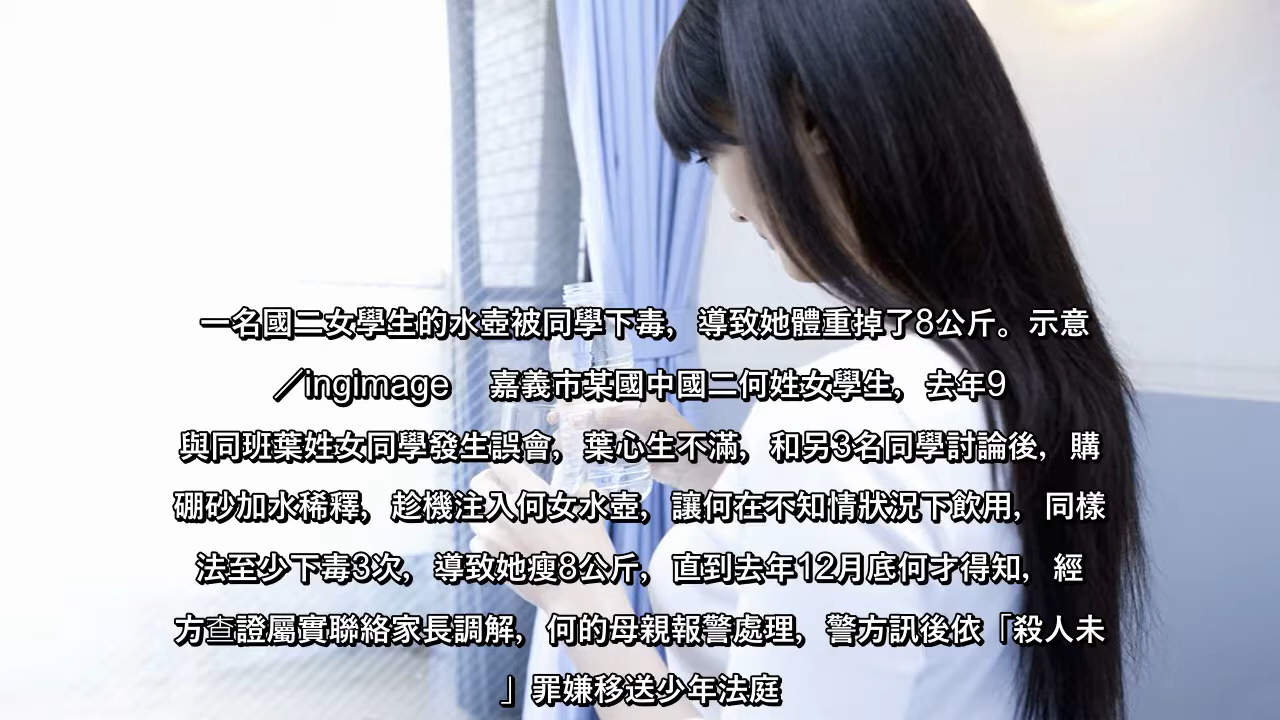 一名國二女學生的水壺被同學下毒，導致她體重掉了8公斤。示意
／ingimage 嘉義市某國中國二何姓女學生，去年9
與同班葉姓女同學發生誤會，葉心生不滿，和另3名同學討論後，購
硼砂加水稀釋，趁機注入何女水壺，讓何在不知情狀況下飲用，同樣
法至少下毒3次，導致她瘦8公斤，直到去年12月底何才得知，經
方查證屬實聯絡家長調解，何的母親報警處理，警方訊後依「殺人未
」罪嫌移送少年法庭